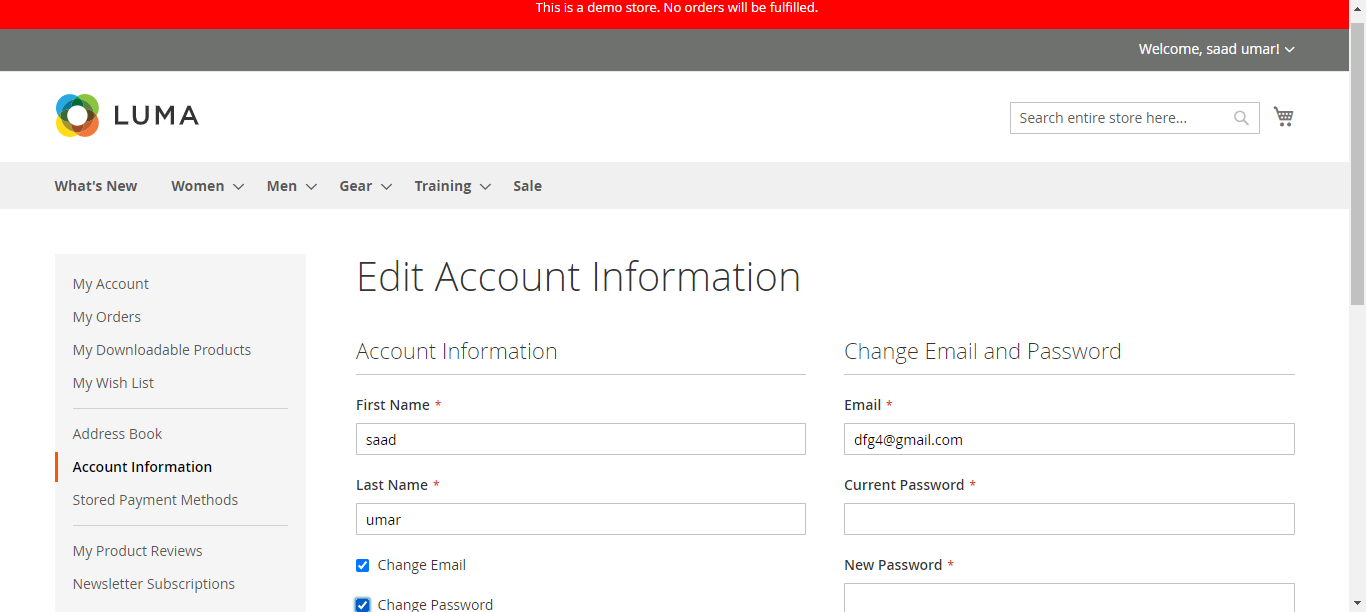 This is a demo store. No orders will be fulfilled.
Welcome, saad umar!
LUMA
Search entire store here...
What's New Women Men Gear Training Sale
My Account
My Orders
My Downloadable Products
My Wish List
Address Book
Account Information
Stored Payment Methods
My Product Reviews
Newsletter Subscriptions
Edit Account Information
Account Information
First Name *
saad
Last Name *
umar
Change Email
Change Password
Change Email and Password
Email *
dfg4@gmail.com
Current Password *
New Password *